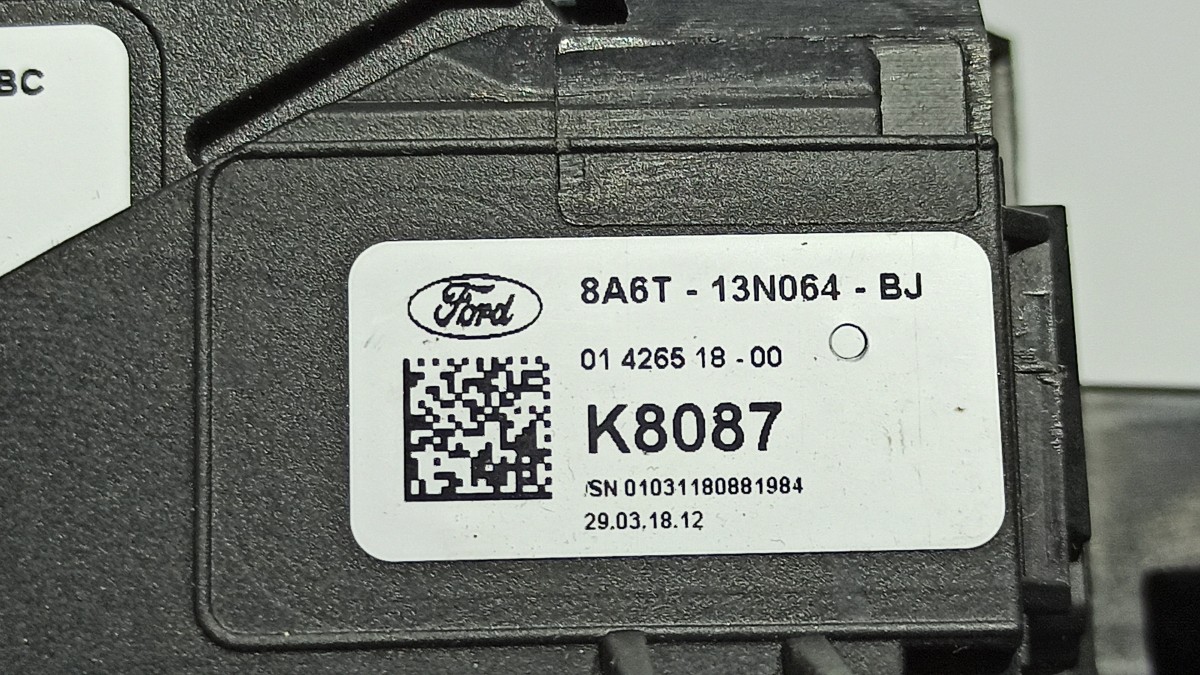 BC
Ford
8A6T - 13N064 - BJ
01 4265 18 - 00
K8087
SN 01031180881984
29.03.18.12